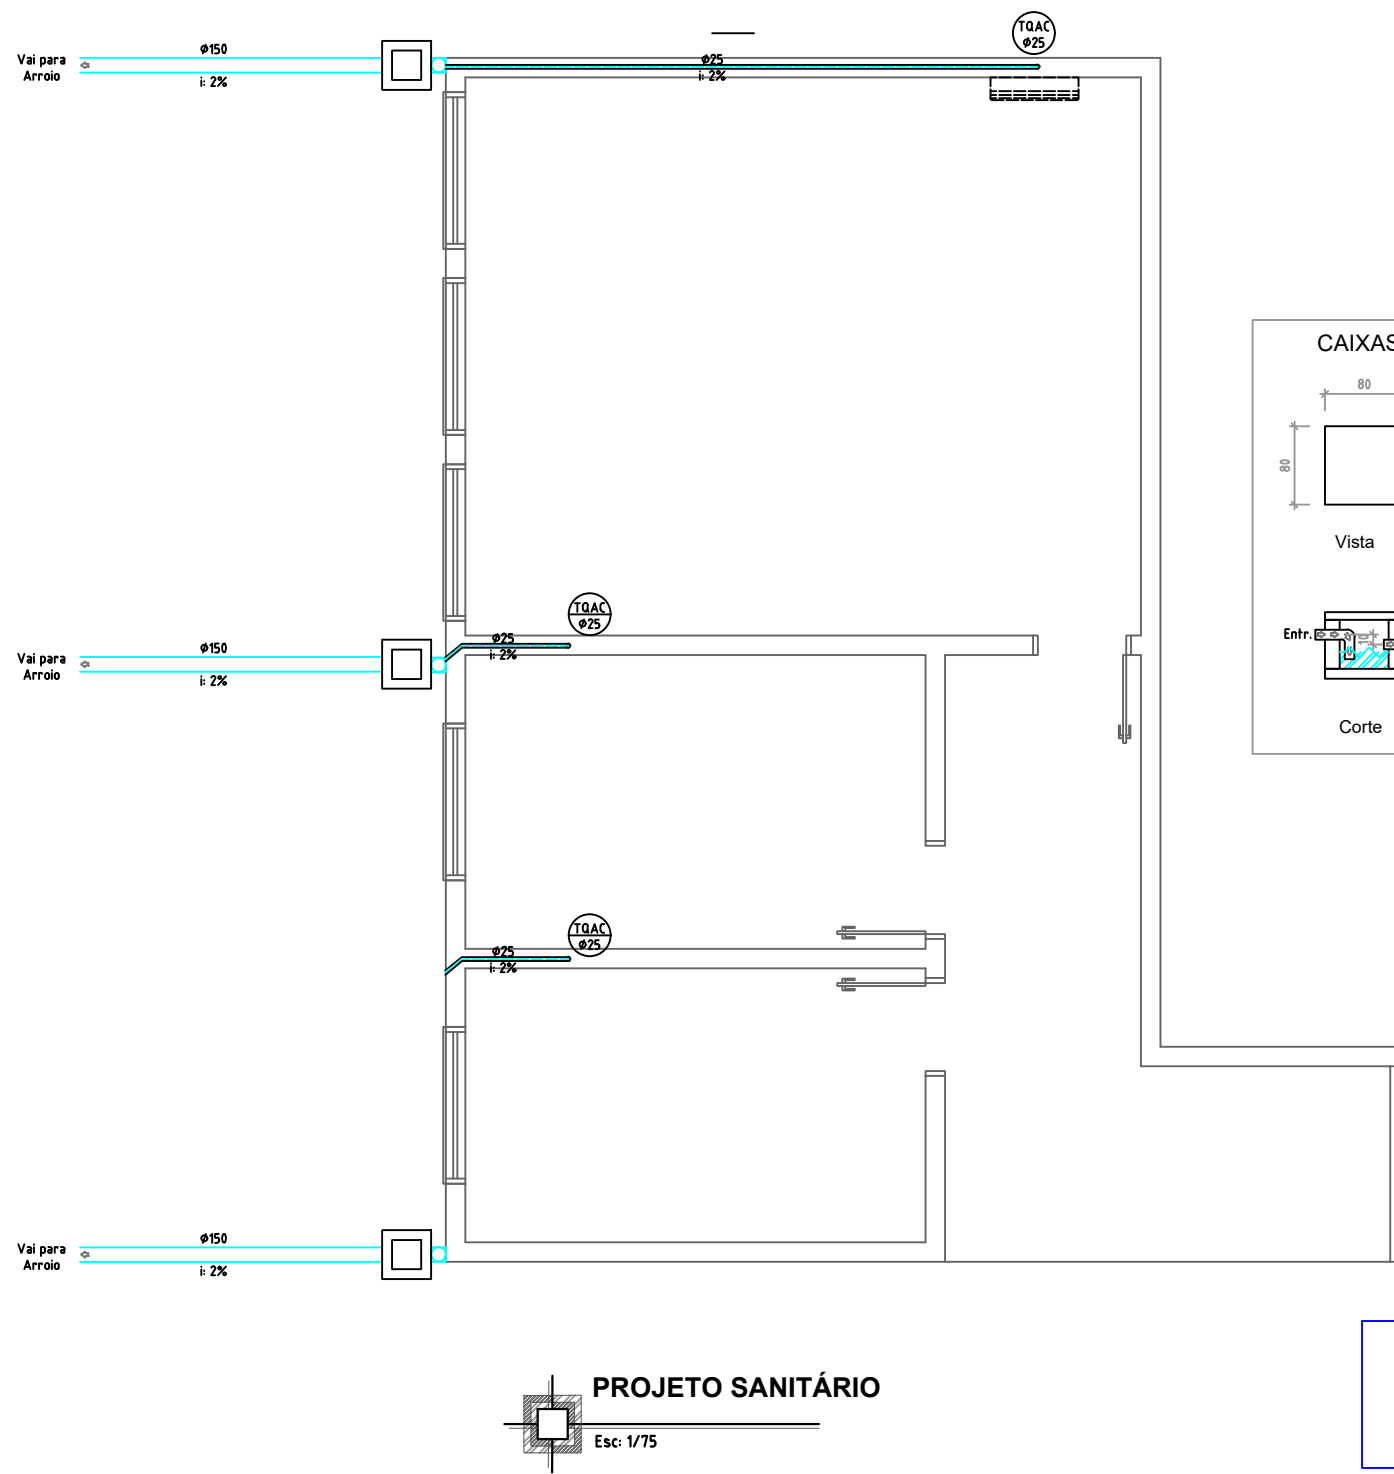 TQAC
ø25
Vai para
Arroio
ø150
i: 2%
ø25
i: 2%
CAIXAS
80
80
Vista
Entr.
10
Corte
TQAC
ø25
Vai para
Arroio
ø150
i: 2%
ø25
i: 2%
TQAC
ø25
ø25
i: 2%
Vai para
Arroio
ø150
i: 2%
PROJETO SANITÁRIO
Esc: 1/75